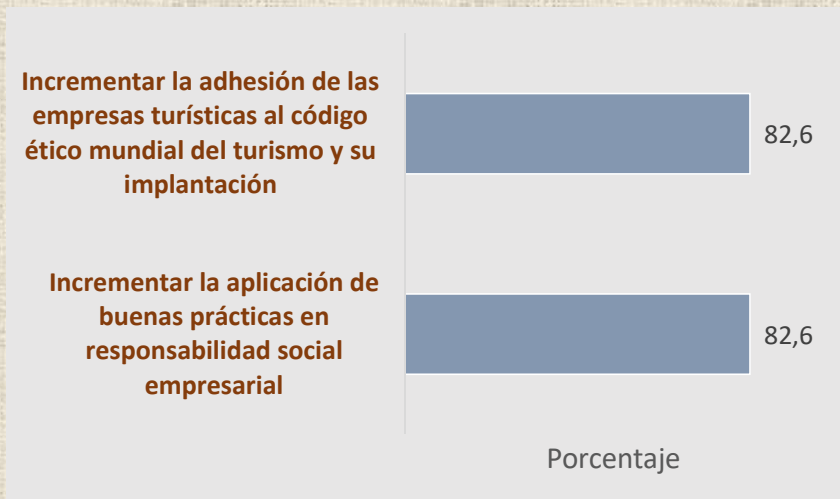 Incrementar la adhesión de las
empresas turísticas al código
ético mundial del turismo y su
implantación
82,6
Incrementar la aplicación de
buenas prácticas en
responsabilidad social
empresarial
82,6
Porcentaje